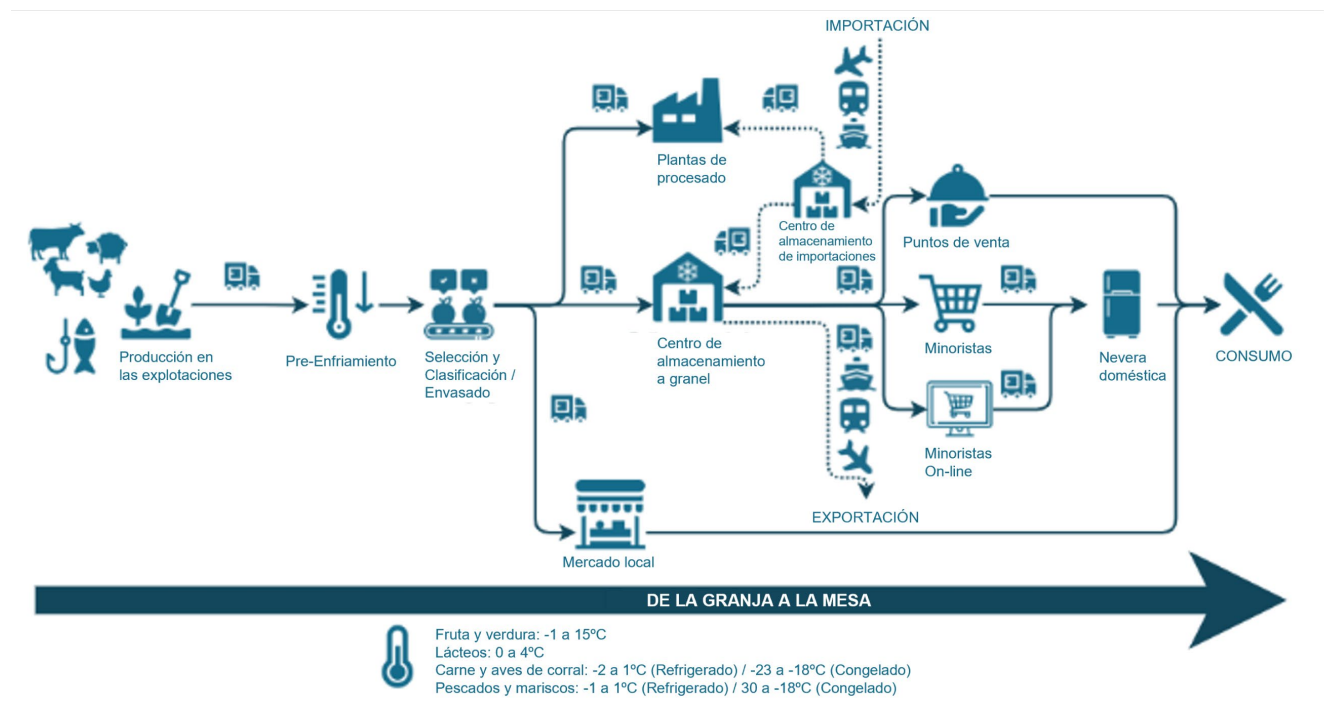 IMPORTACIÓN
Plantas de
procesado
Centro de
almacenamiento
de importaciones
Puntos de venta
Producción en
las explotaciones
Pre-Enfriamiento
Selección y
Clasificación /
Envasado
Centro de
almacenamiento
a granel
Minoristas
Nevera
doméstica
CONSUMO
Minoristas
On-line
EXPORTACIÓN
Mercado local
DE LA GRANJA A LA MESA
Fruta y verdura: -1 a 15ºC
Lácteos: 0 a 4ºC
Carne y aves de corral: -2 a 1ºC (Refrigerado) / -23 a -18ºC (Congelado)
Pescados y mariscos: -1 a 1ºC (Refrigerado) / 30 a -18ºC (Congelado)